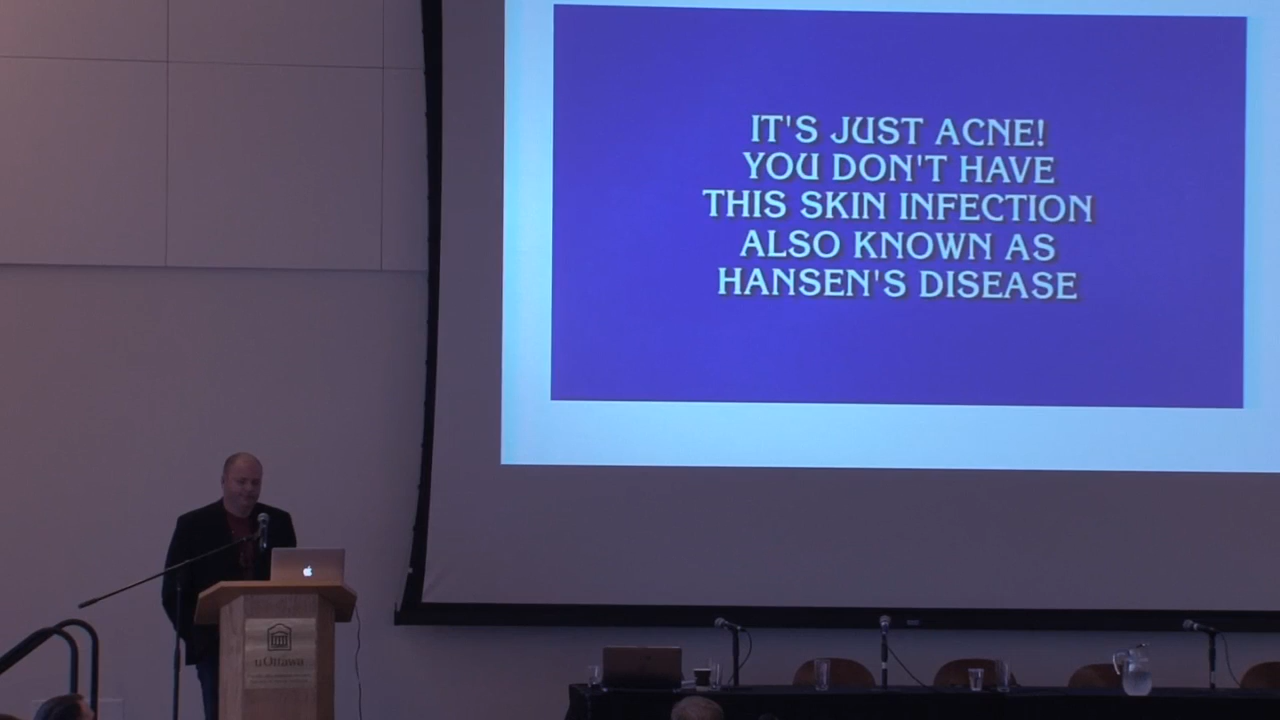 IT'S JUST ACNE!
YOU DON'T HAVE
THIS SKIN INFECTION
ALSO KNOWN AS
HANSEN'S DISEASE
uOttawa